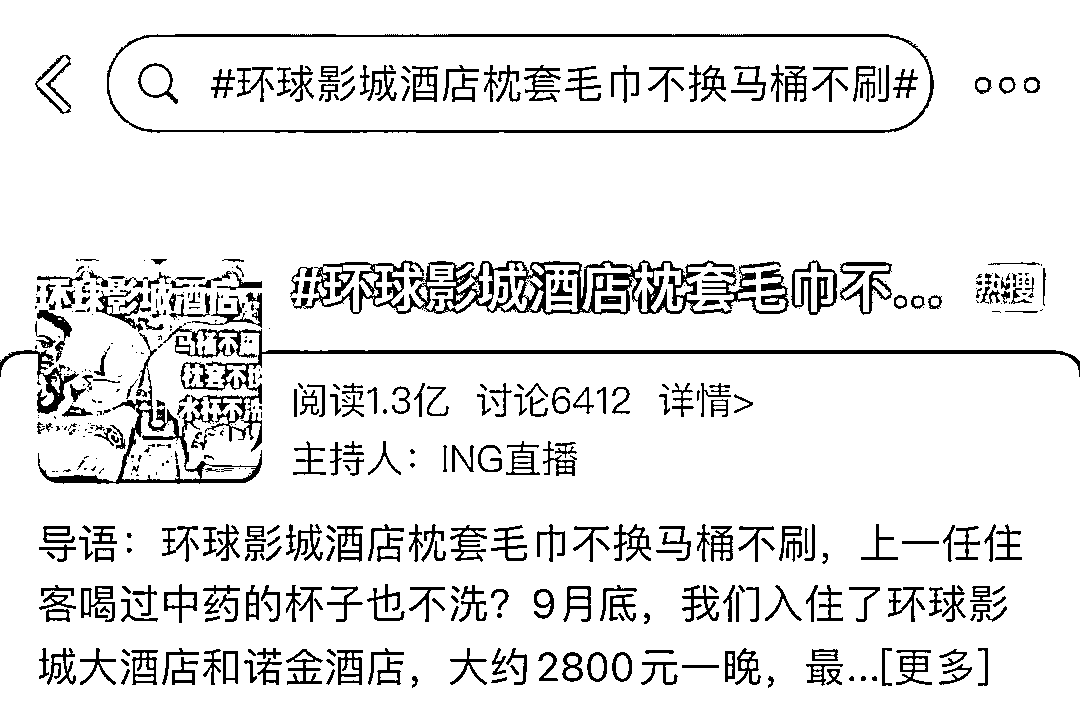 #环球影城酒店枕套毛巾不换马桶不刷#
#环球影城酒店枕套毛巾不...
热搜
环球影城酒店
马桶不刷
枕套不换
水杯不洗
阅读1.3亿 讨论6412 详情>
主持人：ING直播
导语：环球影城酒店枕套毛巾不换马桶不刷，上一任住
客喝过中药的杯子也不洗？9月底，我们入住了环球影
城大酒店和诺金酒店，大约2800元一晚，最...[更多]